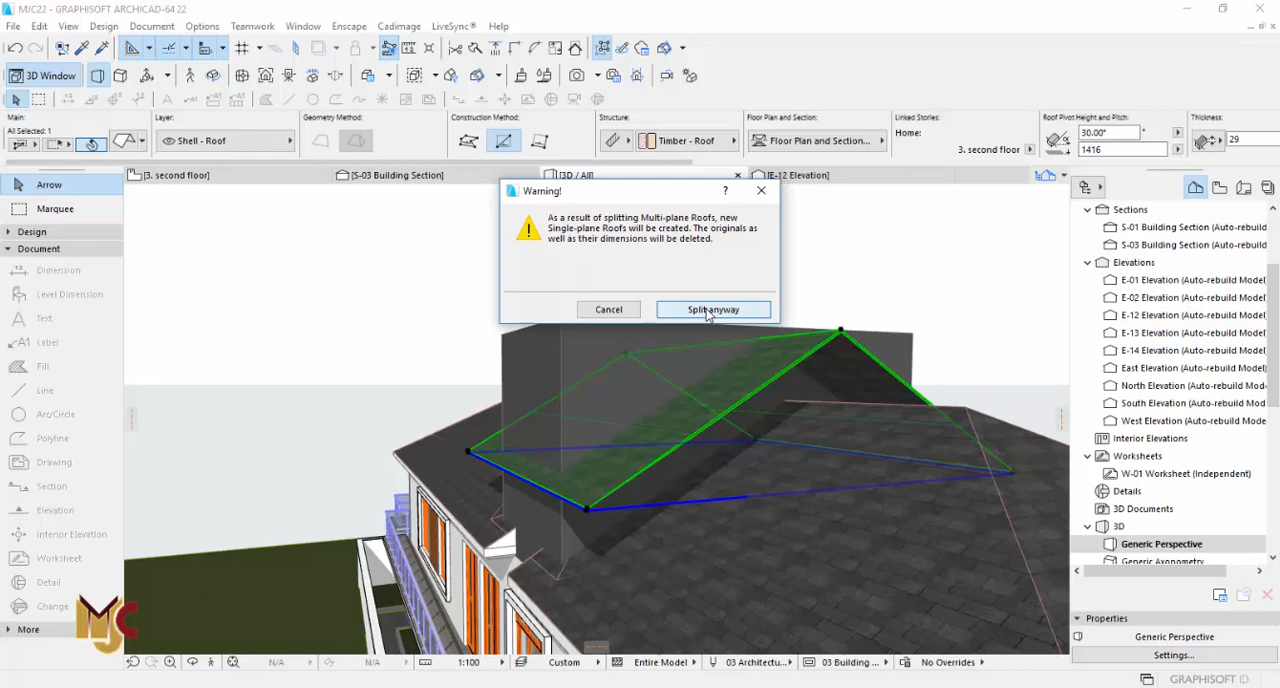 MJC22 - GRAPHISOFT ARCHICAD-64 22
File Edit View Design Document Options Teamwork Window Enscape Cadimage LiveSync® Help
3D Window
Main:
All Selected: 1
Shell - Roof
Geometry Method:
Construction Method:
Structure:
Timber - Roof
Floor Plan and Section:
Floor Plan and Section...
Linked Stories:
Home:
3. second floor
Roof Pivot Height and Pitch:
30.00°
1416
Thickness:
29
[3. second floor]
[S-03 Building Section]
[3D / All]
[E-12 Elevation]
Arrow
Marquee
Design
Document
Dimension
Level Dimension
Text
Label
Fill
Line
Arc/Circle
Polyline
Drawing
Section
Elevation
Interior Elevation
Worksheet
Detail
Change
More
MJC
Warning!
?
As a result of splitting Multi-plane Roofs, new
Single-plane Roofs will be created. The originals as
well as their dimensions will be deleted.
Cancel
Split anyway
Sections
S-01 Building Section (Auto-rebuild
S-03 Building Section (Auto-rebuild
Elevations
E-01 Elevation (Auto-rebuild Model)
E-02 Elevation (Auto-rebuild Model)
E-12 Elevation (Auto-rebuild Model)
E-13 Elevation (Auto-rebuild Model)
E-14 Elevation (Auto-rebuild Model)
East Elevation (Auto-rebuild Model)
North Elevation (Auto-rebuild Mod
South Elevation (Auto-rebuild Mod
West Elevation (Auto-rebuild Mod
Interior Elevations
Worksheets
W-01 Worksheet (Independent)
Details
3D Documents
3D
Generic Perspective
Generic Axonometry
Properties
Generic Perspective
Settings...
N/A
N/A
1:100
Custom
Entire Model
03 Architectu...
03 Building ...
No Overrides
GRAPHISOFT ID